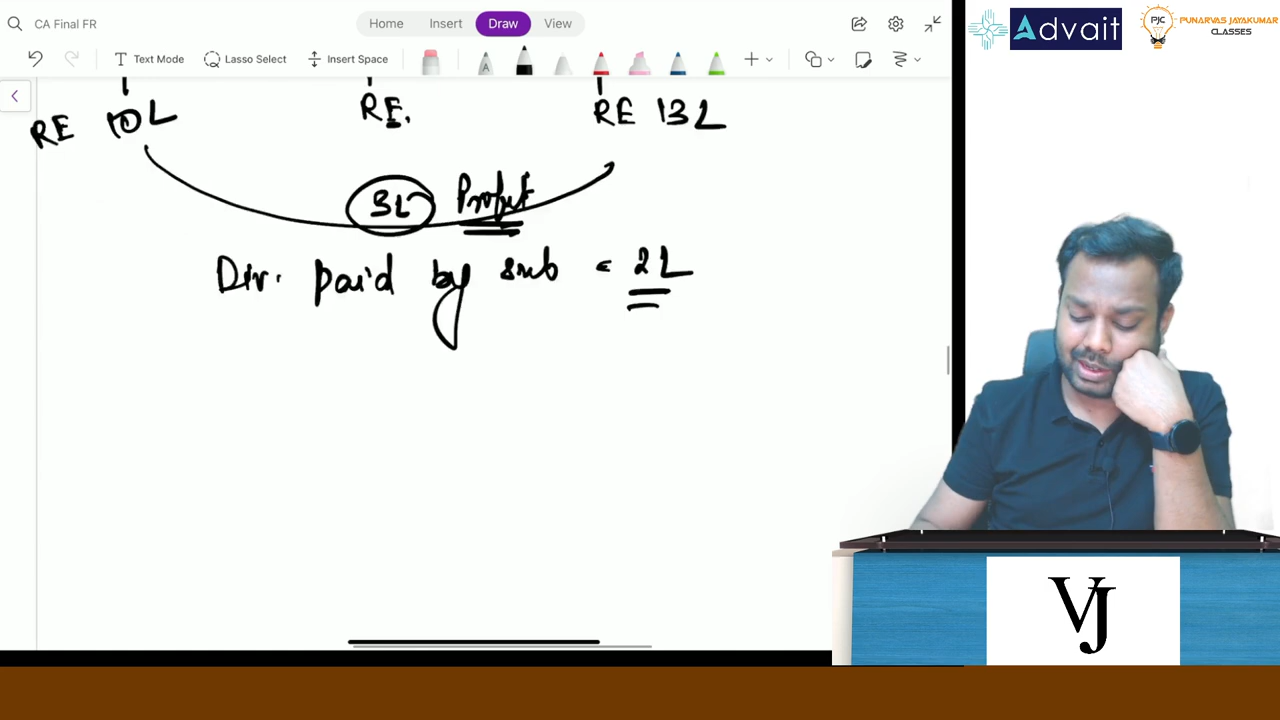 CA Final FR
Home Insert Draw View
Advait
PJC PUNARVAS JAYAKUMAR CLASSES
Text Mode Lasso Select Insert Space
RE 10L RE. RE 13L
3L Profit
Div. paid by sub = 2L
VJ